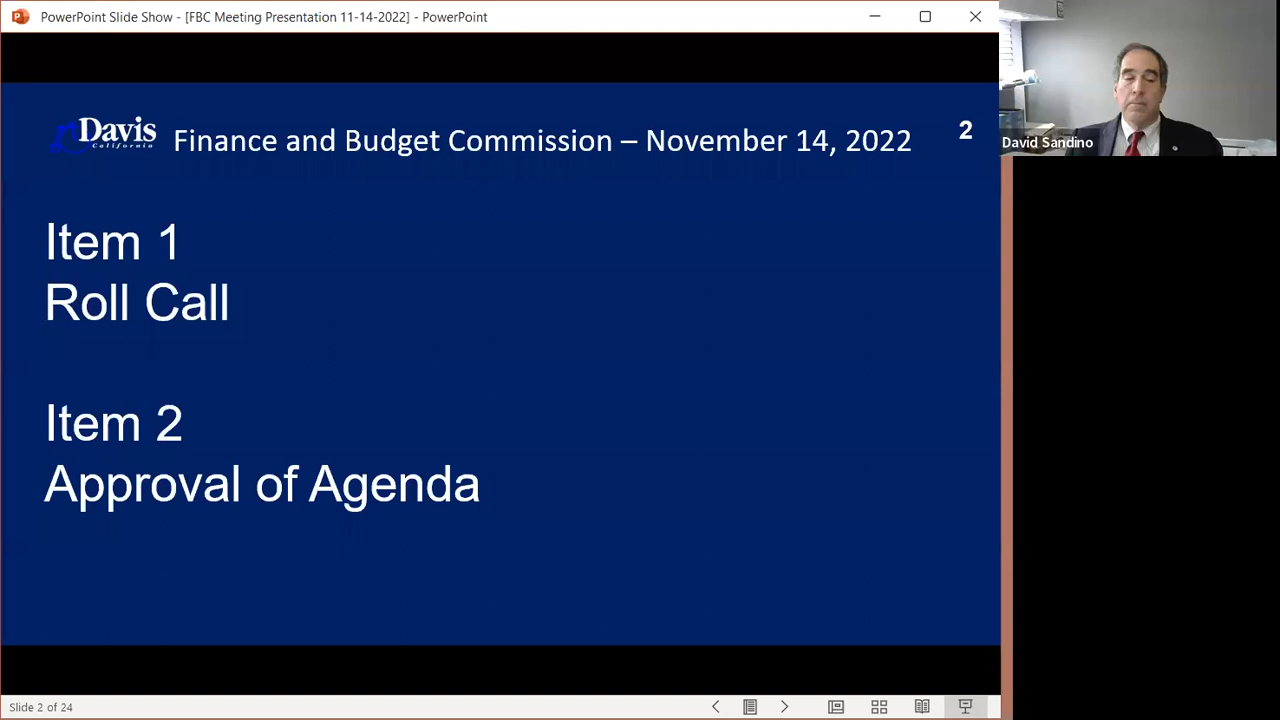 PowerPoint Slide Show - [FBC Meeting Presentation 11-14-2022] - PowerPoint
Davis
California
Finance and Budget Commission – November 14, 2022
2
David Sandino
Item 1
Roll Call
Item 2
Approval of Agenda
Slide 2 of 24